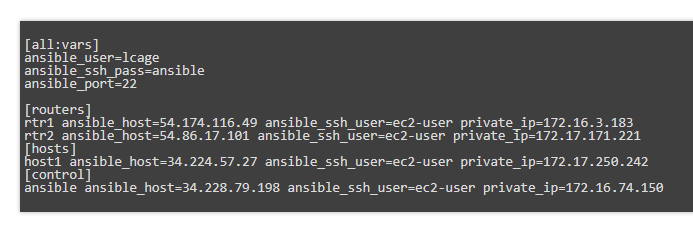 [all:vars]
ansible_user=lcage
ansible_ssh_pass=ansible
ansible_port=22
[routers]
rtr1 ansible_host=54.174.116.49 ansible_ssh_user=ec2-user private_ip=172.16.3.183
rtr2 ansible_host=54.86.17.101 ansible_ssh_user=ec2-user private_ip=172.17.171.221
[hosts]
host1 ansible_host=34.224.57.27 ansible_ssh_user=ec2-user private_ip=172.17.250.242
[control]
ansible ansible_host=34.228.79.198 ansible_ssh_user=ec2-user private_ip=172.16.74.150